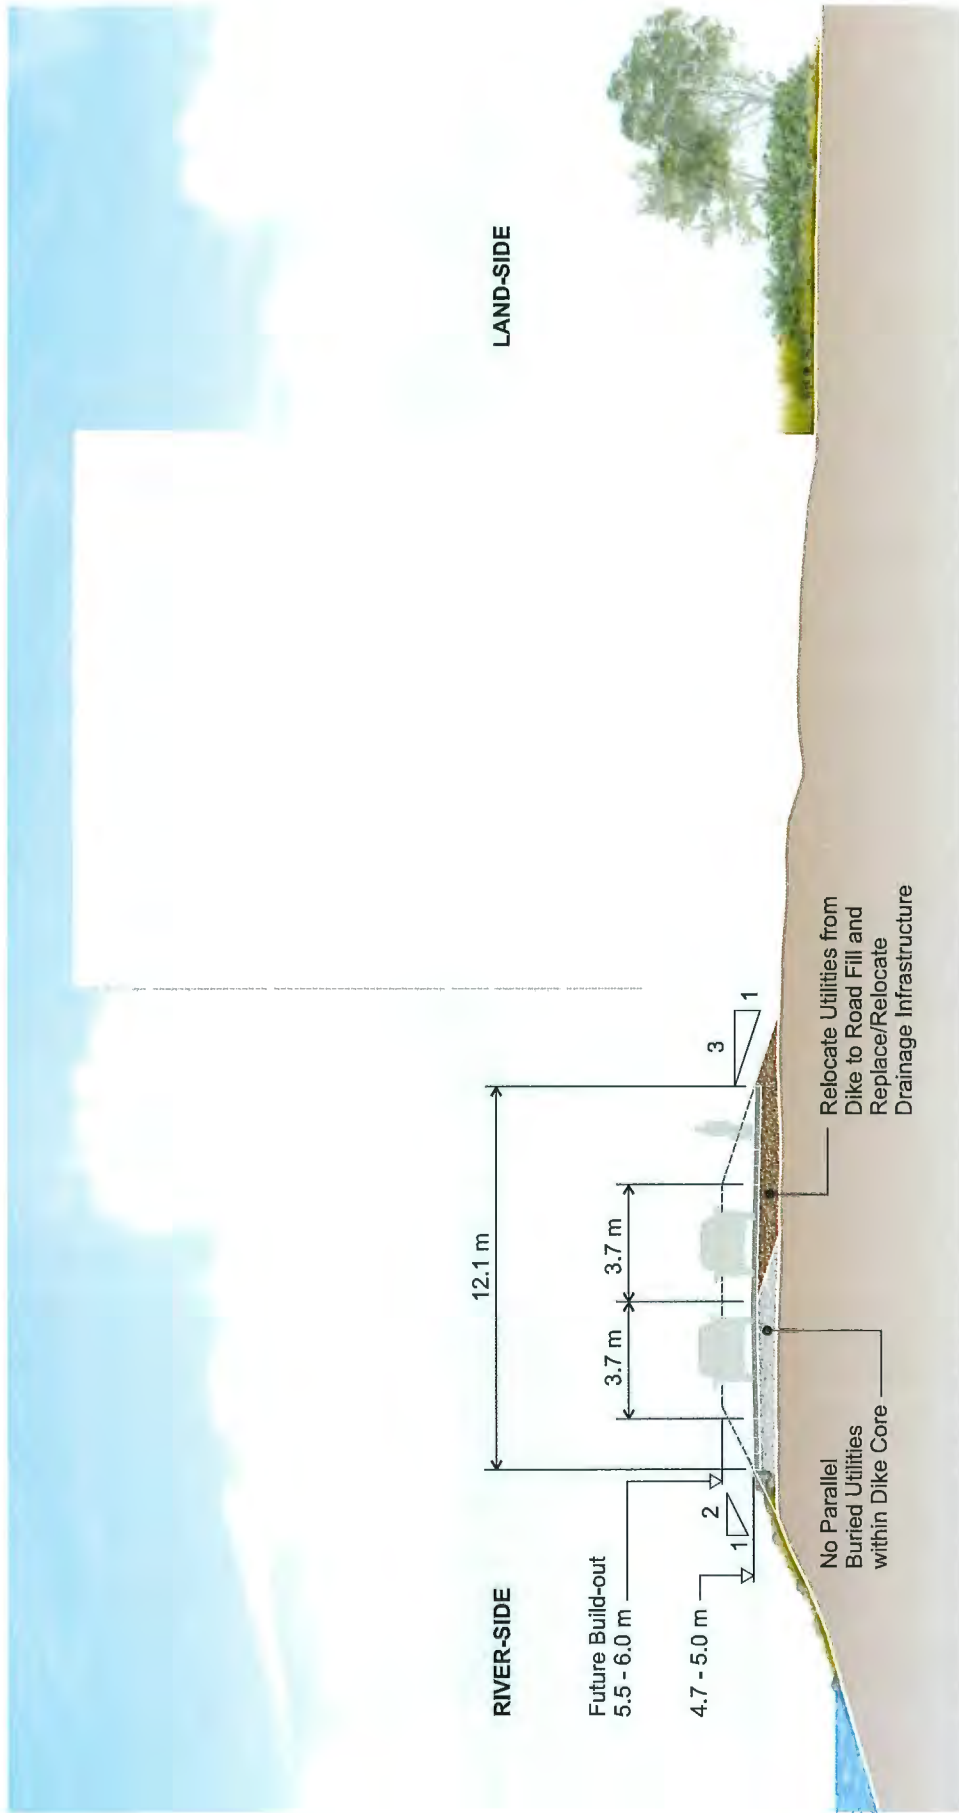 RIVER-SIDE
LAND-SIDE
12.1 m
3.7 m
3.7 m
Future Build-out
5.5 - 6.0 m
4.7 - 5.0 m
2
1
3
1
No Parallel
Buried Utilities
within Dike Core
Relocate Utilities from
Dike to Road Fill and
Replace/Relocate
Drainage Infrastructure